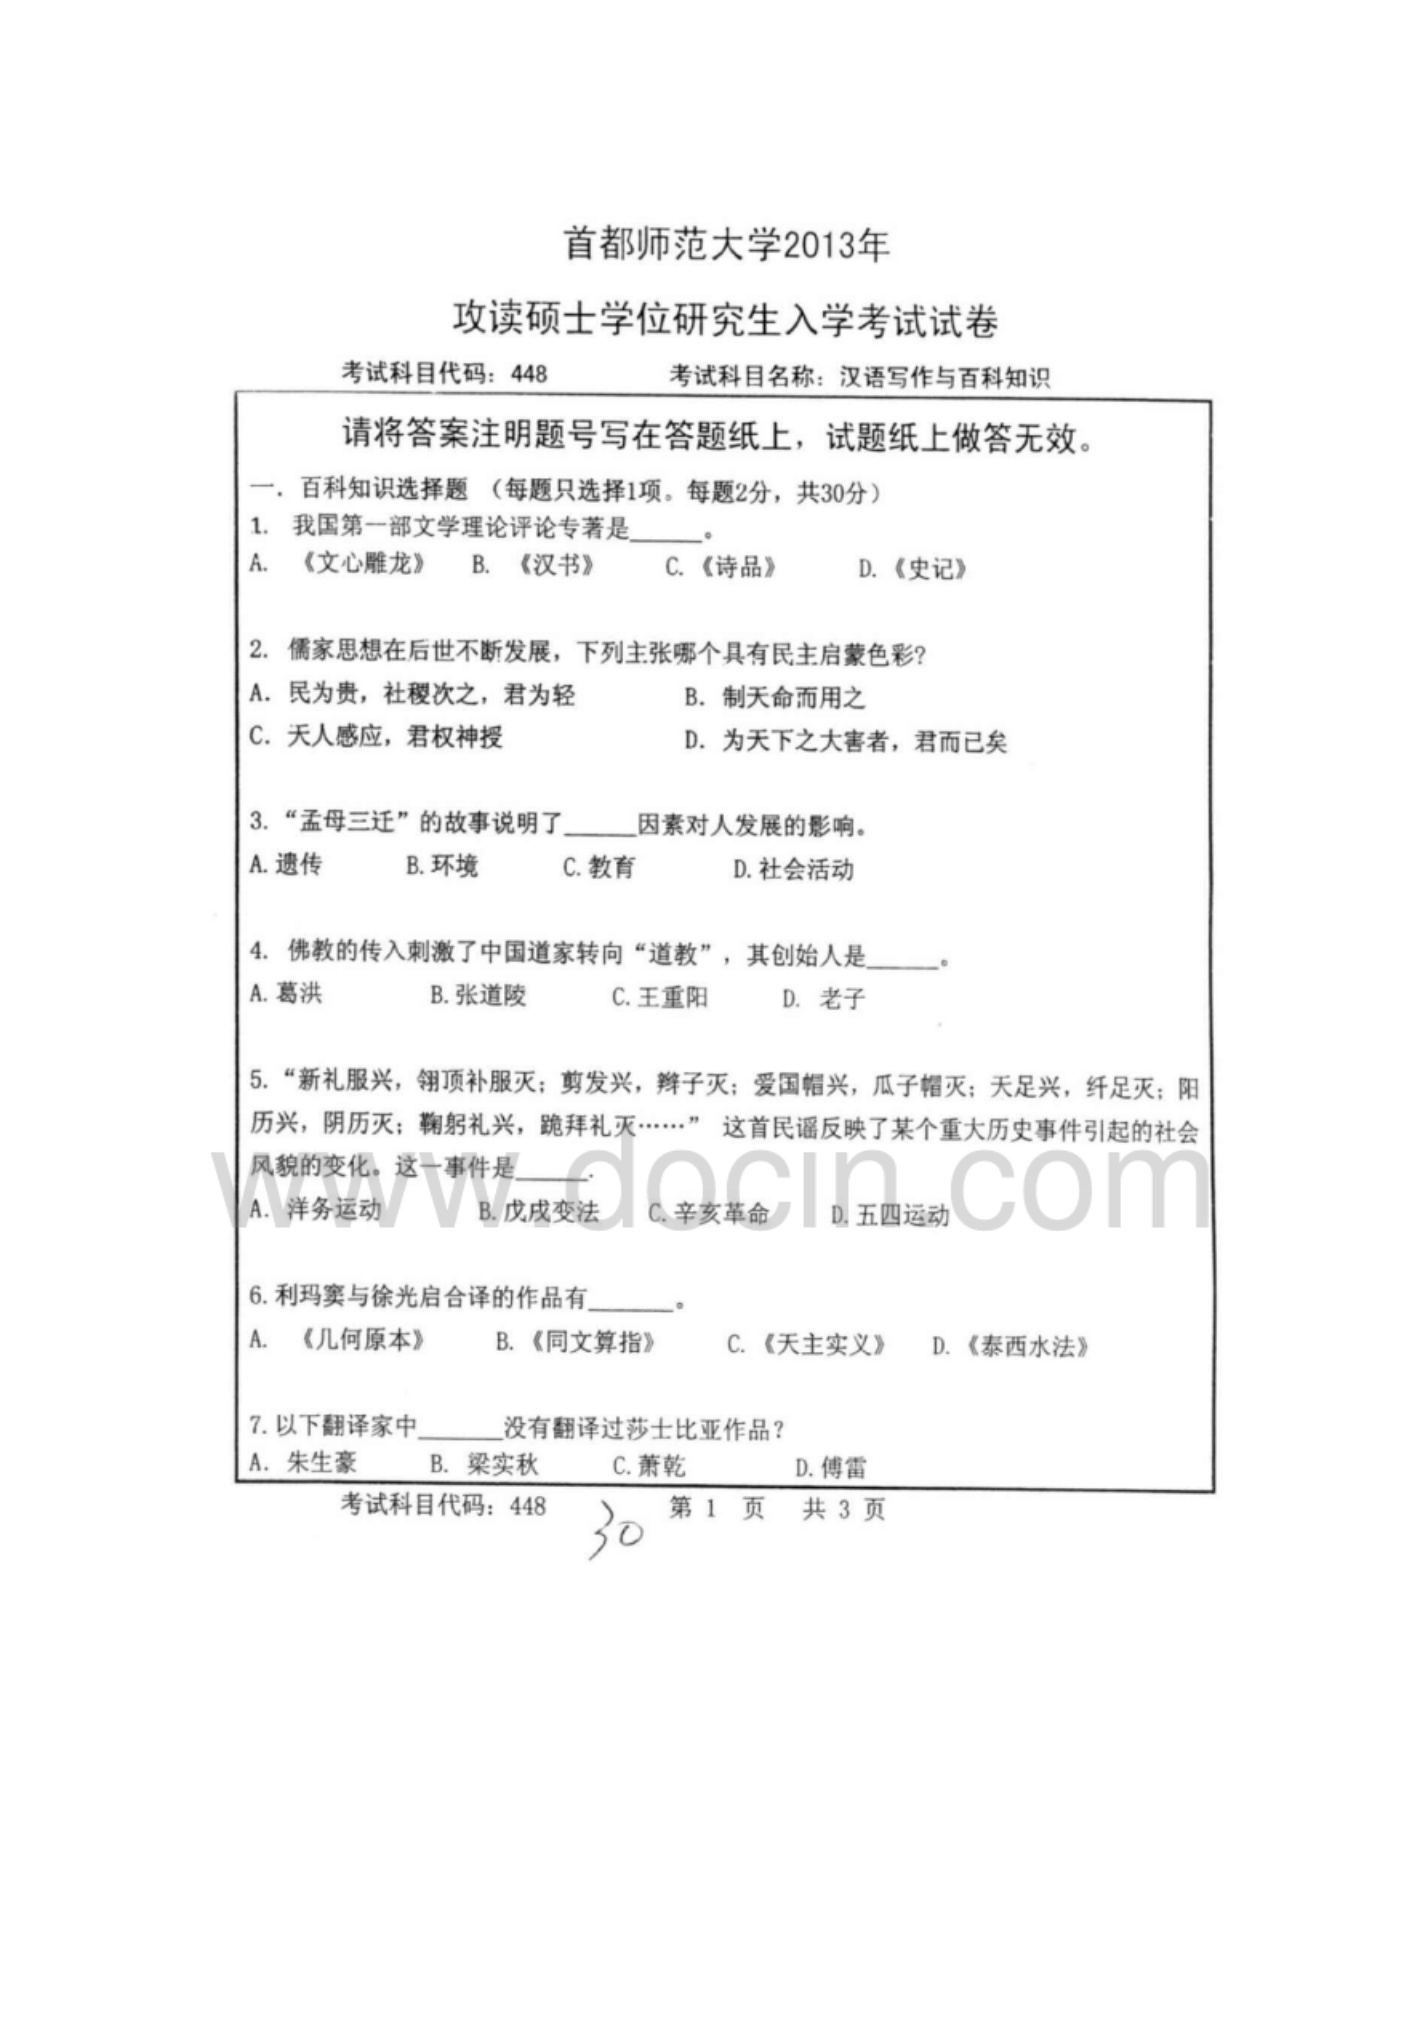 首都师范大学2013年
攻读硕士学位研究生入学考试试卷
考试科目代码：448 考试科目名称：汉语写作与百科知识
请将答案注明题号写在答题纸上，试题纸上做答无效。
一．百科知识选择题 （每题只选择1项。每题2分，共30分）
1. 我国第一部文学理论评论专著是______。
A. 《文心雕龙》 B. 《汉书》 C.《诗品》 D.《史记》
2. 儒家思想在后世不断发展，下列主张哪个具有民主启蒙色彩?
A. 民为贵，社稷次之，君为轻 B. 制天命而用之
C. 天人感应，君权神授 D. 为天下之大害者，君而已矣
3.“孟母三迁”的故事说明了______因素对人发展的影响。
A.遗传 B.环境 C.教育 D.社会活动
4. 佛教的传入刺激了中国道家转向“道教”，其创始人是______。
A.葛洪 B.张道陵 C.王重阳 D. 老子
5.“新礼服兴，翎顶补服灭；剪发兴，辫子灭；爱国帽兴，瓜子帽灭；天足兴，纤足灭；阳
历兴，阴历灭；鞠躬礼兴，跪拜礼灭……” 这首民谣反映了某个重大历史事件引起的社会
风貌的变化。这一事件是______.
A. 洋务运动 B.戊戌变法 C.辛亥革命 D.五四运动
www.docin.com
6.利玛窦与徐光启合译的作品有_______。
A. 《几何原本》 B.《同文算指》 C.《天主实义》 D.《泰西水法》
7.以下翻译家中_______没有翻译过莎士比亚作品?
A. 朱生豪 B. 梁实秋 C.萧乾 D.傅雷
考试科目代码：448 第 1 页 共 3 页
30